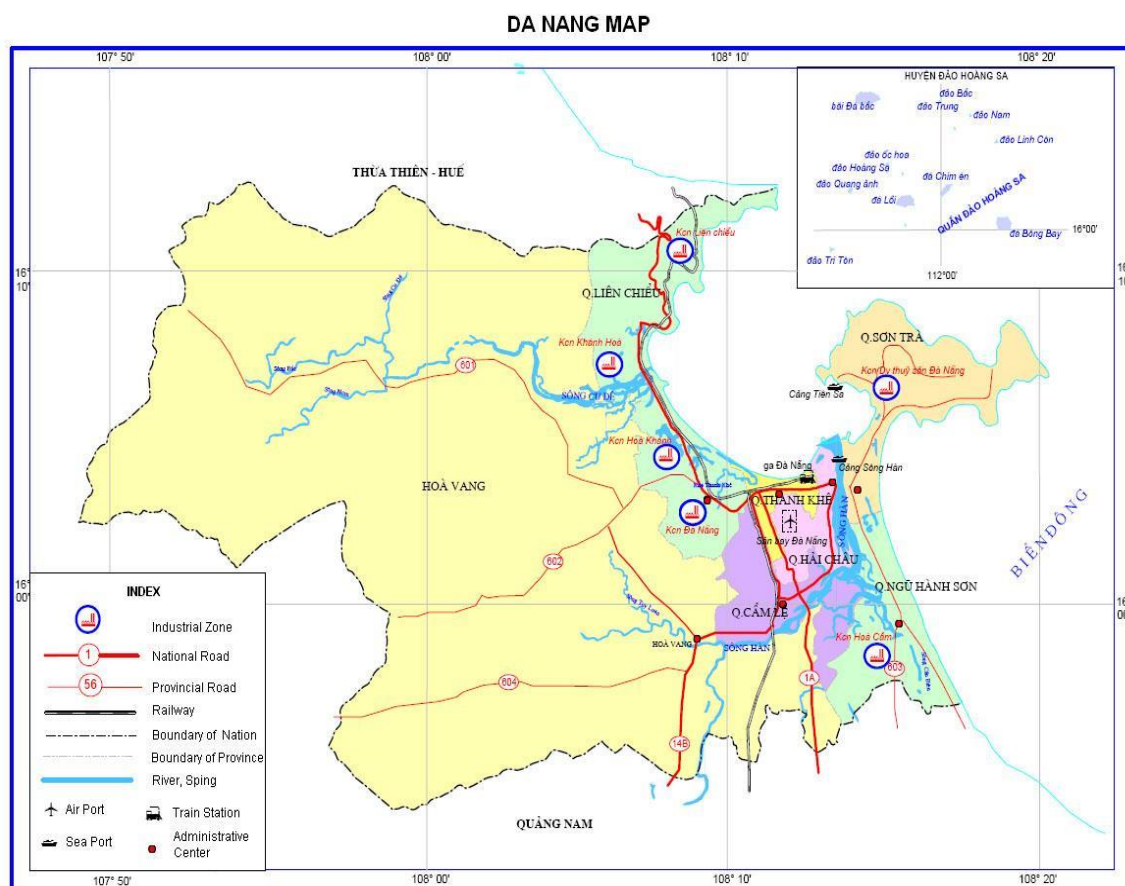 DA NANG MAP
107° 50'
108° 00'
108° 10'
108° 20'
HUYỆN ĐẢO HOÀNG SA
đảo Bắc
bãi Đá bắc
đảo Trung
đảo Nam
đảo Linh Côn
đảo ốc hoa
đảo Hoàng Sa
đá Chim én
đảo Quang ảnh
đá Lồi
QUẦN ĐẢO HOÀNG SA
đá Bông Bay
16°00'
đảo Tri Tôn
112°00'
THỪA THIÊN - HUẾ
Kcn Liên chiểu
16°
10'
Q.LIÊN CHIỂU
Q.SƠN TRÀ
Kcn Khánh Hoà
Kcn Dv thuỷ sản Đà Nẵng
601
SÔNG CU ĐÊ
Cảng Tiên Sa
Kcn Hoà Khánh
ga Đà Nẵng
Cảng Sông Hàn
HOÀ VANG
Q.THANH KHÊ
Kcn Đà Nẵng
Sân bay Đà Nẵng
SÔNG HÀN
Q.HẢI CHÂU
BIỂN ĐÔNG
602
Q.NGŨ HÀNH SƠN
16°
00'
Q.CẨM LỆ
HOÀ VANG
SÔNG HÀN
Kcn Hoà Cầm
603
604
1A
14B
QUẢNG NAM
INDEX
Industrial Zone
1
National Road
56
Provincial Road
Railway
Boundary of Nation
Boundary of Province
River, Sping
Air Port
Train Station
Sea Port
Administrative
Center
107° 50'
108° 00'
108° 10'
108° 20'